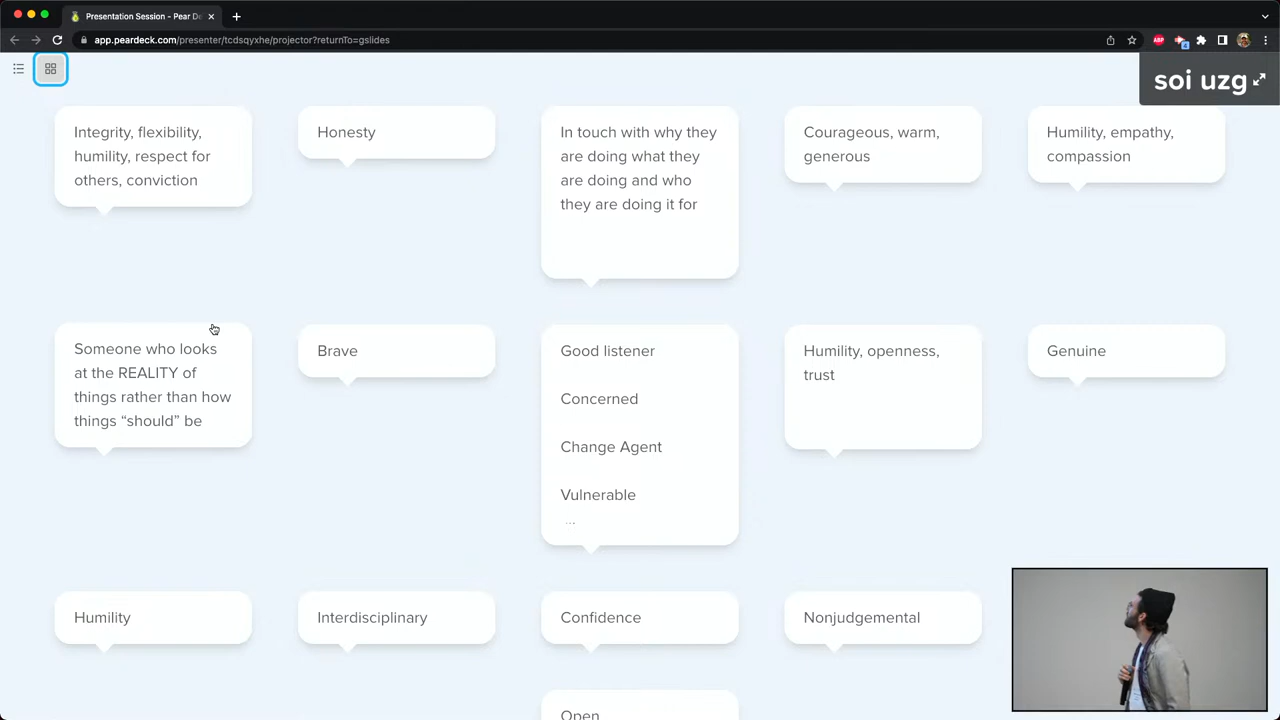 Presentation Session - Pear De
app.peardeck.com/presenter/tcdsqyxhe/projector?returnTo=gslides
ABP
4
soi uzg
Integrity, flexibility,
humility, respect for
others, conviction
Honesty
In touch with why they
are doing what they
are doing and who
they are doing it for
Courageous, warm,
generous
Humility, empathy,
compassion
Someone who looks
at the REALITY of
things rather than how
things “should” be
Brave
Good listener
Concerned
Change Agent
Vulnerable
Humility, openness,
trust
Genuine
Humility
Interdisciplinary
Confidence
Nonjudgemental
Open